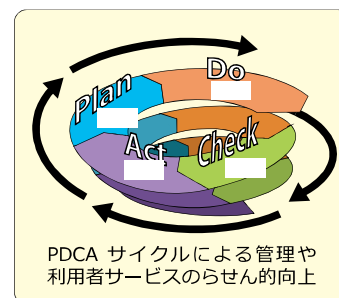 Plan
Do
Check
Act
PDCA サイクルによる管理や
利用者サービスのらせん的向上